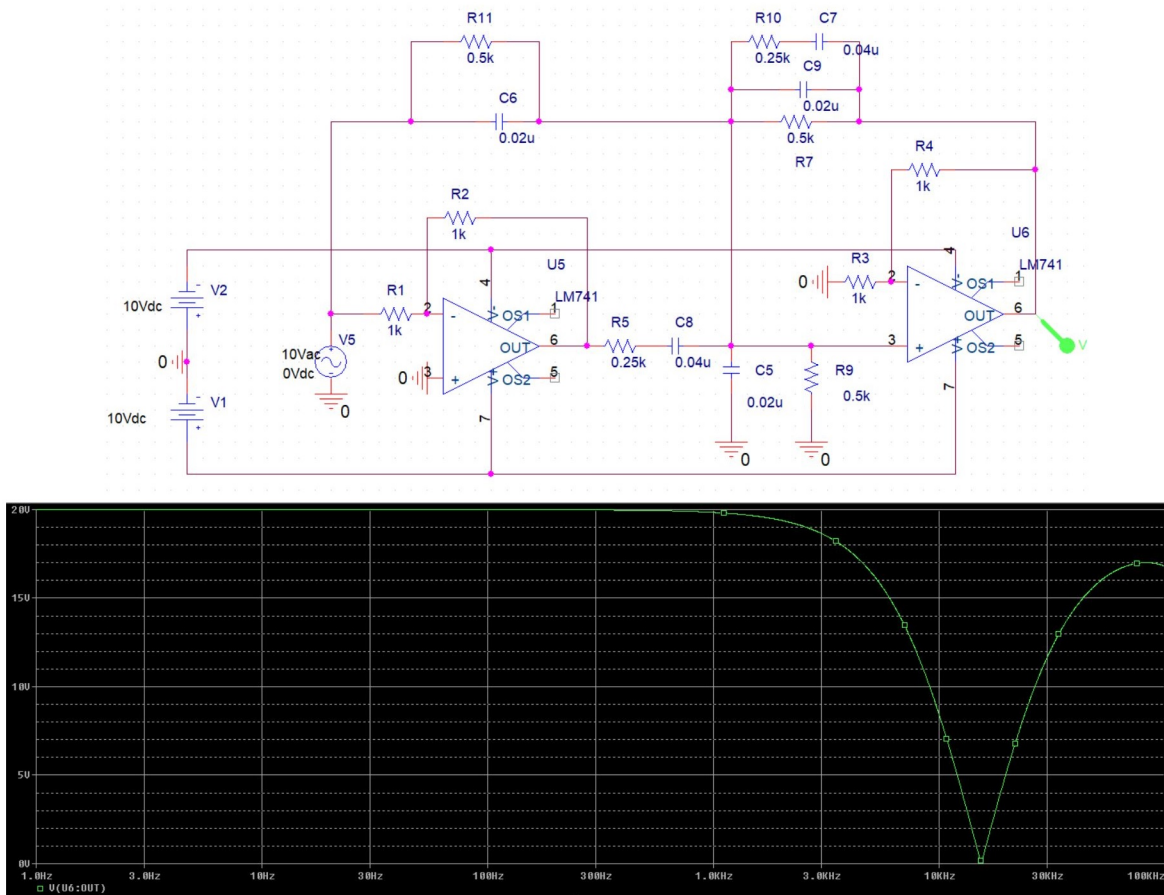 R11
0.5k
C6
0.02u
R10
0.25k
C7
0.04u
C9
0.02u
0.5k
R7
R4
1k
R2
1k
V2
10Vdc
0
V1
10Vdc
V5
10Vac
0Vdc
0
R1
1k
U5
LM741
2
-
3
+
0
4
V-
7
V+
OS1
1
OUT
6
OS2
5
R5
0.25k
C8
0.04u
C5
0.02u
0
R9
0.5k
0
R3
1k
0
U6
LM741
2
-
3
+
4
V-
7
V+
OS1
1
OUT
6
OS2
5
V
20V
15V
10V
5V
0V
1.0Hz 3.0Hz 10Hz 30Hz 100Hz 300Hz 1.0KHz 3.0KHz 10KHz 30KHz 100KHz
V(U6:OUT)